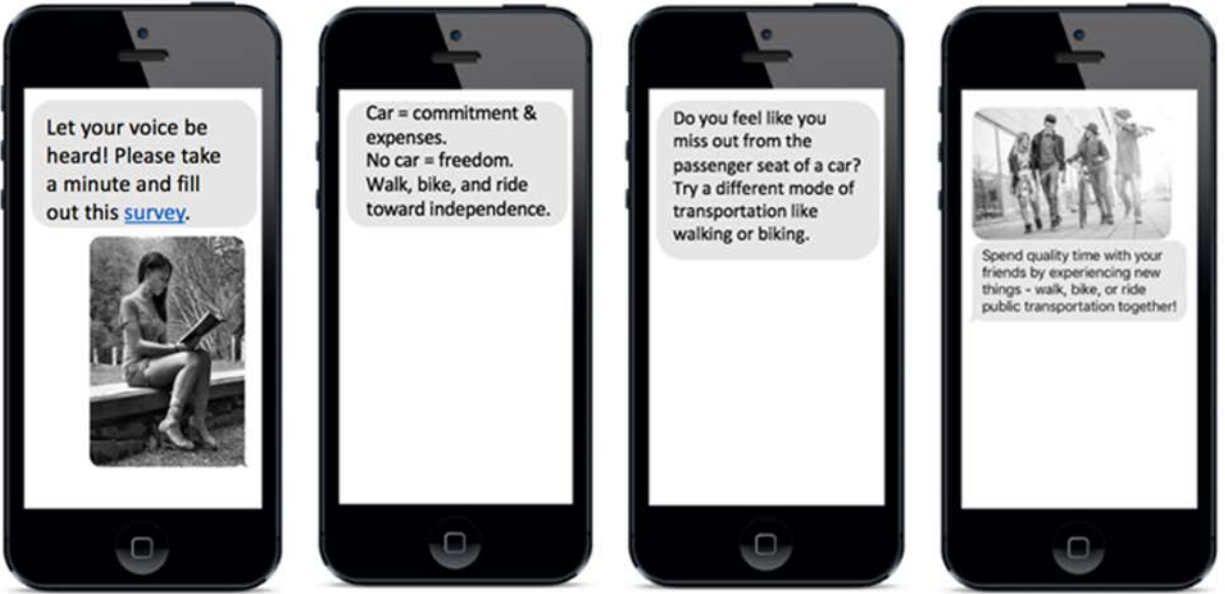 Let your voice be
heard! Please take
a minute and fill
out this survey.
Car = commitment &
expenses.
No car = freedom.
Walk, bike, and ride
toward independence.
Do you feel like you
miss out from the
passenger seat of a car?
Try a different mode of
transportation like
walking or biking.
Spend quality time with your
friends by experiencing new
things - walk, bike, or ride
public transportation together!